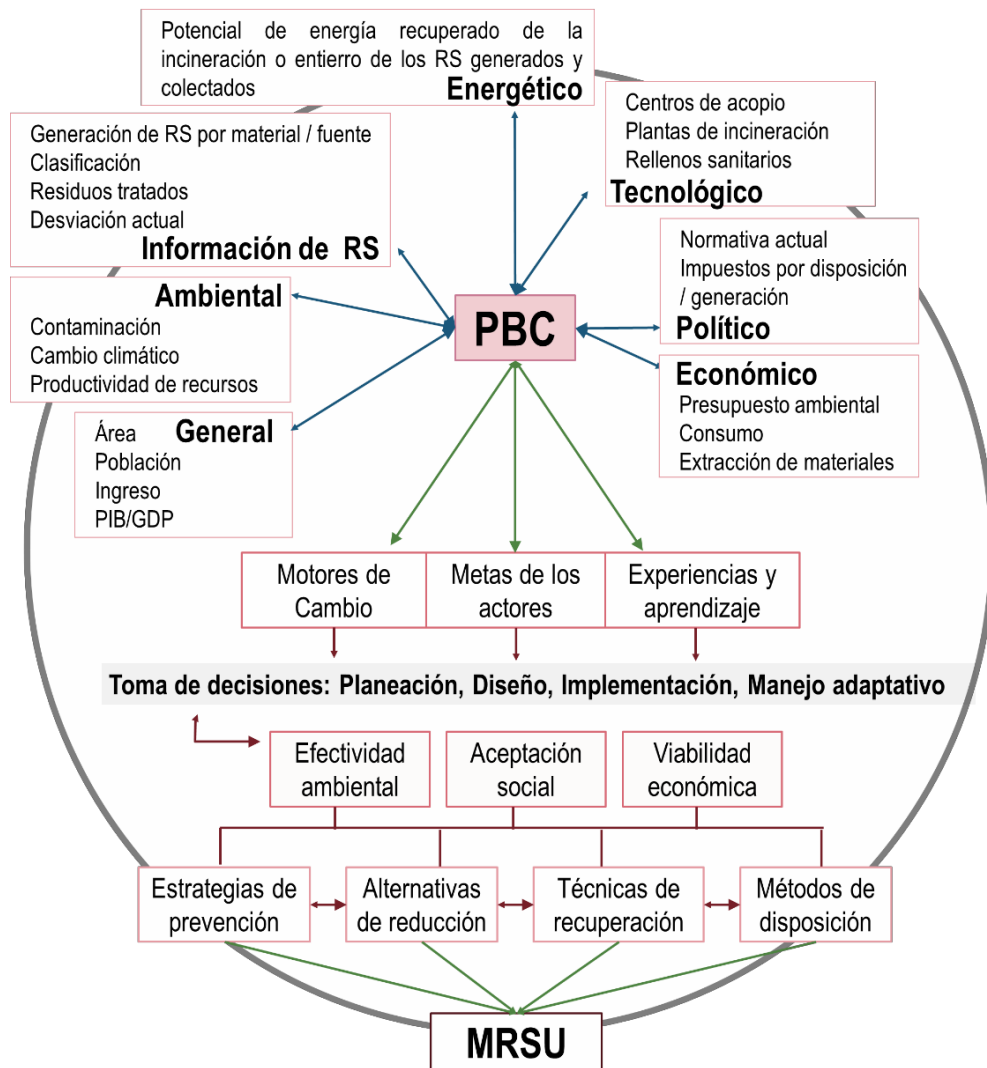 Potencial de energía recuperado de la
incineración o entierro de los RS generados y
colectados
Energético
Centros de acopio
Plantas de incineración
Rellenos sanitarios
Tecnológico
Generación de RS por material / fuente
Clasificación
Residuos tratados
Desviación actual
Información de RS
Normativa actual
Impuestos por disposición
/ generación
Político
Ambiental
Contaminación
Cambio climático
Productividad de recursos
PBC
Económico
Presupuesto ambiental
Consumo
Extracción de materiales
General
Área
Población
Ingreso
PIB/GDP
Motores de
Cambio
Metas de los
actores
Experiencias y
aprendizaje
Toma de decisiones: Planeación, Diseño, Implementación, Manejo adaptativo
Efectividad
ambiental
Aceptación
social
Viabilidad
económica
Estrategias de
prevención
Alternativas
de reducción
Técnicas de
recuperación
Métodos de
disposición
MRSU